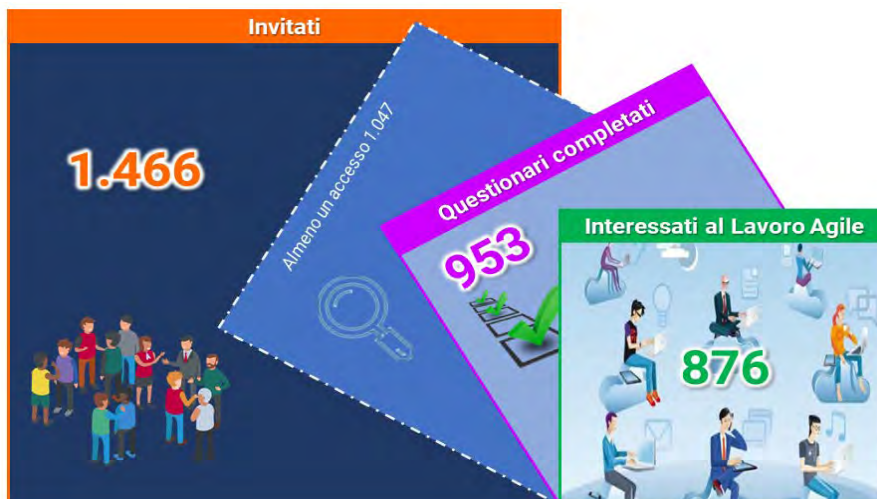 Invitati
1.466
Almeno un accesso 1.047
Questionari completati
953
Interessati al Lavoro Agile
876